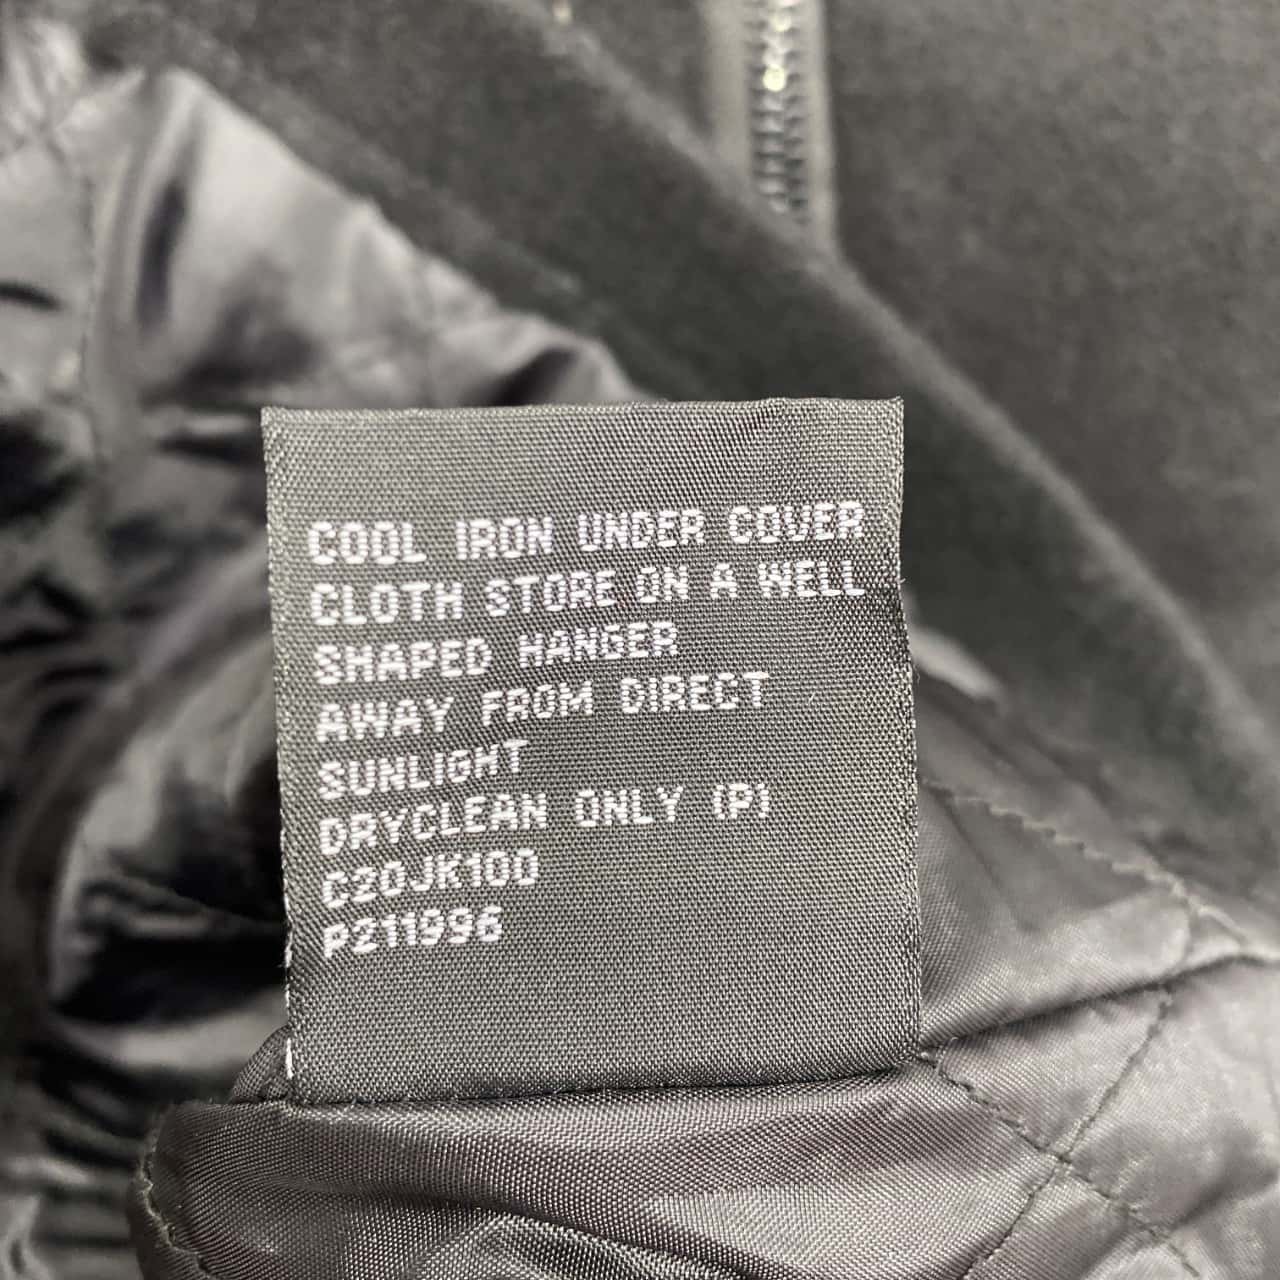 COOL IRON UNDER COVER
CLOTH STORE ON A WELL
SHAPED HANGER
AWAY FROM DIRECT
SUNLIGHT
DRYCLEAN ONLY (P)
C20JK100
P211996